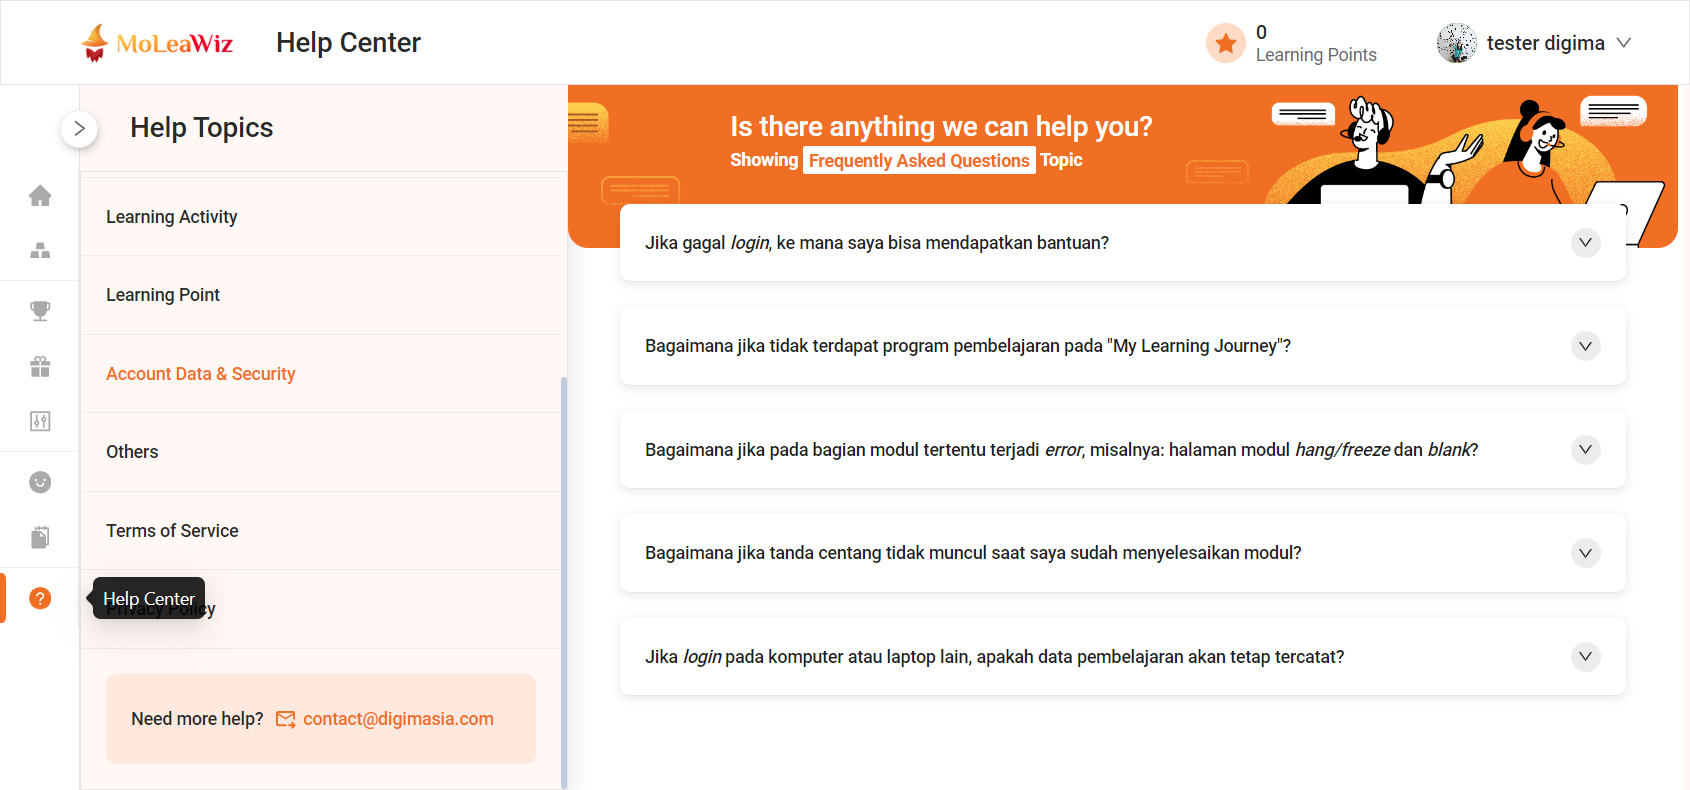 MoLeaWiz
Help Center
0
Learning Points
tester digima
Help Topics
Learning Activity
Learning Point
Account Data & Security
Others
Terms of Service
Help Center
Privacy Policy
Need more help? contact@digimasia.com
Is there anything we can help you?
Showing Frequently Asked Questions Topic
Jika gagal login, ke mana saya bisa mendapatkan bantuan?
Bagaimana jika tidak terdapat program pembelajaran pada "My Learning Journey"?
Bagaimana jika pada bagian modul tertentu terjadi error, misalnya: halaman modul hang/freeze dan blank?
Bagaimana jika tanda centang tidak muncul saat saya sudah menyelesaikan modul?
Jika login pada komputer atau laptop lain, apakah data pembelajaran akan tetap tercatat?